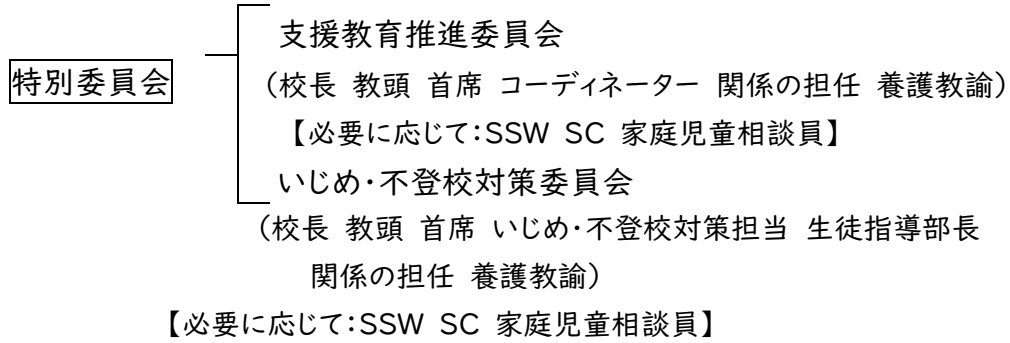 支援教育推進委員会
特別委員会
(校長 教頭 首席 コーディネーター 関係の担任 養護教諭)
【必要に応じて:SSW SC 家庭児童相談員】
いじめ・不登校対策委員会
(校長 教頭 首席 いじめ・不登校対策担当 生徒指導部長
関係の担任 養護教諭)
【必要に応じて:SSW SC 家庭児童相談員】